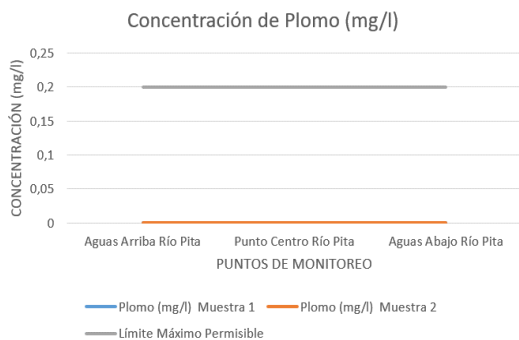 Concentración de Plomo (mg/l)
CONCENTRACIÓN (mg/l)
0,25
0,2
0,15
0,1
0,05
0
Aguas Arriba Río Pita
Punto Centro Río Pita
Aguas Abajo Río Pita
PUNTOS DE MONITOREO
Plomo (mg/l) Muestra 1
Plomo (mg/l) Muestra 2
Límite Máximo Permisible